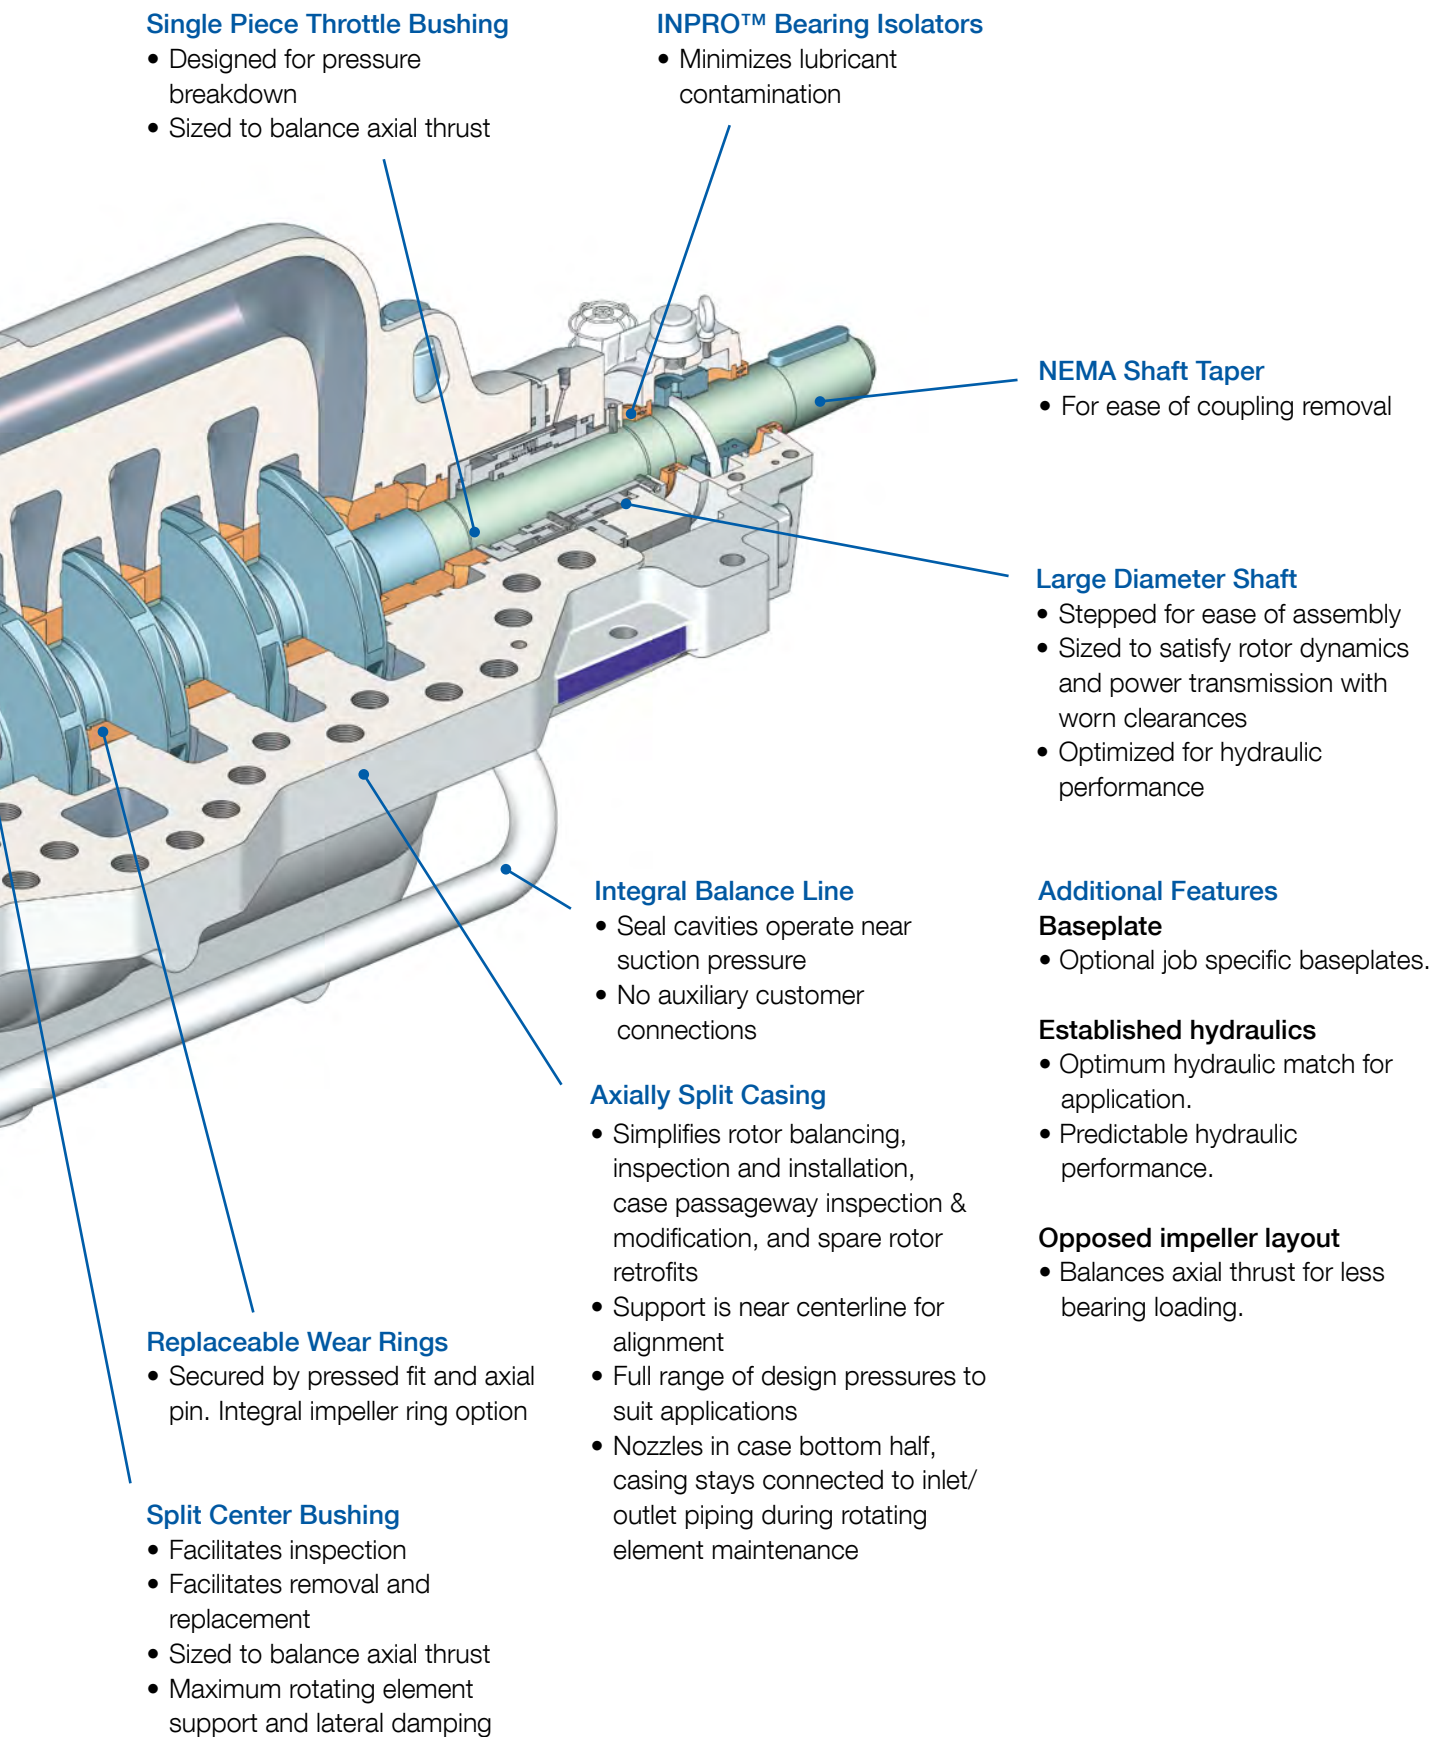 Single Piece Throttle Bushing
• Designed for pressure
breakdown
• Sized to balance axial thrust
INPRO™ Bearing Isolators
• Minimizes lubricant
contamination
NEMA Shaft Taper
• For ease of coupling removal
Large Diameter Shaft
• Stepped for ease of assembly
• Sized to satisfy rotor dynamics
and power transmission with
worn clearances
• Optimized for hydraulic
performance
Integral Balance Line
• Seal cavities operate near
suction pressure
• No auxiliary customer
connections
Axially Split Casing
• Simplifies rotor balancing,
inspection and installation,
case passageway inspection &
modification, and spare rotor
retrofits
• Support is near centerline for
alignment
• Full range of design pressures to
suit applications
• Nozzles in case bottom half,
casing stays connected to inlet/
outlet piping during rotating
element maintenance
Replaceable Wear Rings
• Secured by pressed fit and axial
pin. Integral impeller ring option
Split Center Bushing
• Facilitates inspection
• Facilitates removal and
replacement
• Sized to balance axial thrust
• Maximum rotating element
support and lateral damping
Additional Features
Baseplate
• Optional job specific baseplates.
Established hydraulics
• Optimum hydraulic match for
application.
• Predictable hydraulic
performance.
Opposed impeller layout
• Balances axial thrust for less
bearing loading.